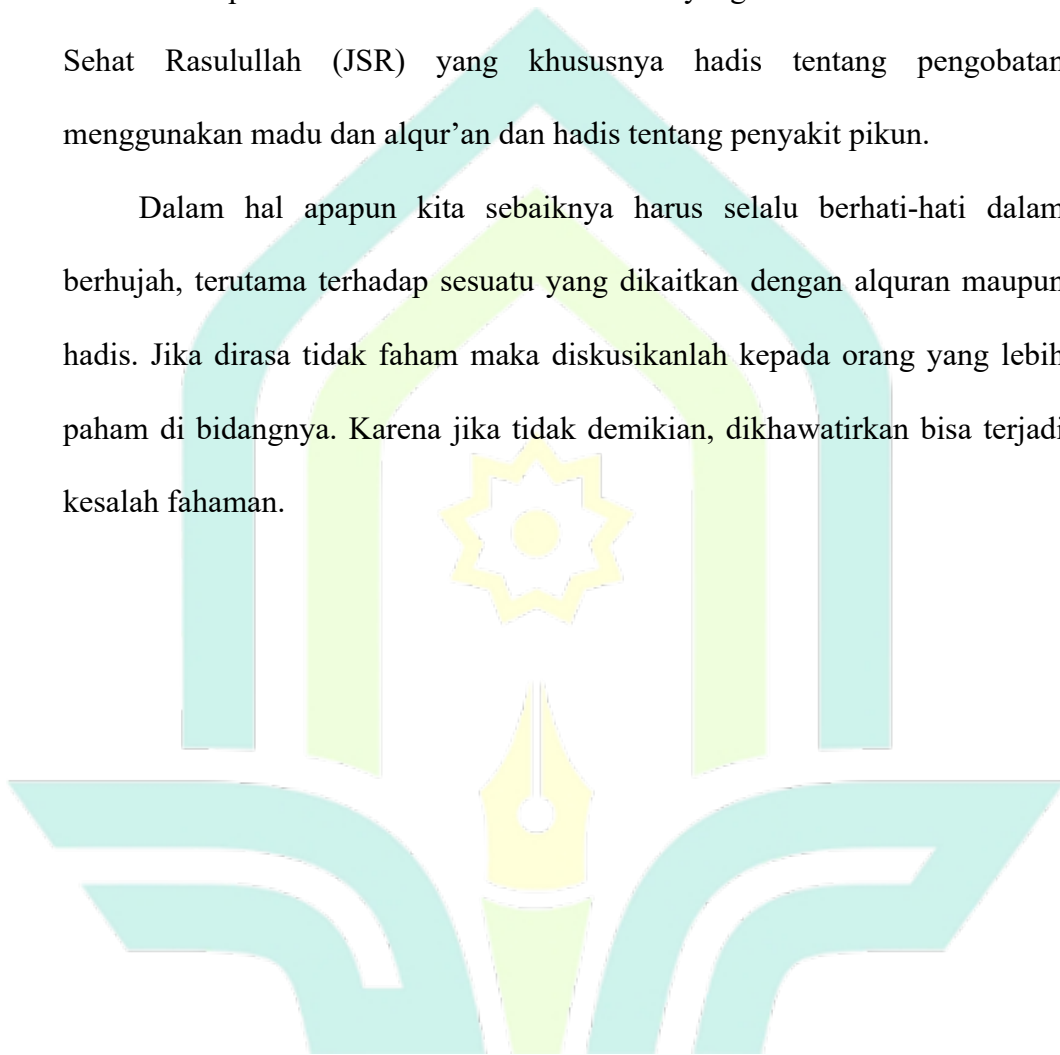 Sehat Rasulullah (JSR) yang khususnya hadis tentang pengobatan
menggunakan madu dan alqur’an dan hadis tentang penyakit pikun.
Dalam hal apapun kita sebaiknya harus selalu berhati-hati dalam
berhujah, terutama terhadap sesuatu yang dikaitkan dengan alquran maupun
hadis. Jika dirasa tidak faham maka diskusikanlah kepada orang yang lebih
paham di bidangnya. Karena jika tidak demikian, dikhawatirkan bisa terjadi
kesalah fahaman.